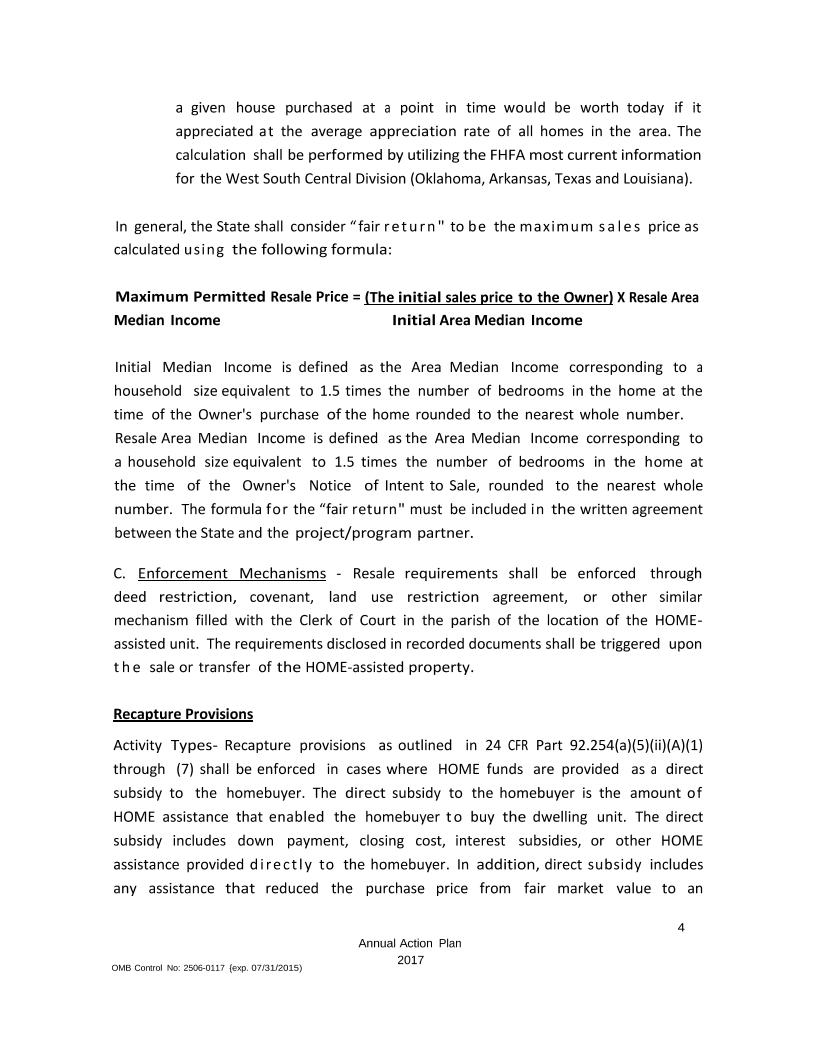 a given house purchased at a point in time would be worth today if it
appreciated at the average appreciation rate of all homes in the area. The
calculation shall be performed by utilizing the FHFA most current information
for the West South Central Division (Oklahoma, Arkansas, Texas and Louisiana).
In general, the State shall consider “fair return" to be the maximum sales price as
calculated using the following formula:
Maximum Permitted Resale Price = (The initial sales price to the Owner) X Resale Area
Median Income Initial Area Median Income
Initial Median Income is defined as the Area Median Income corresponding to a
household size equivalent to 1.5 times the number of bedrooms in the home at the
time of the Owner's purchase of the home rounded to the nearest whole number.
Resale Area Median Income is defined as the Area Median Income corresponding to
a household size equivalent to 1.5 times the number of bedrooms in the home at
the time of the Owner's Notice of Intent to Sale, rounded to the nearest whole
number. The formula for the “fair return" must be included in the written agreement
between the State and the project/program partner.
C. Enforcement Mechanisms - Resale requirements shall be enforced through
deed restriction, covenant, land use restriction agreement, or other similar
mechanism filled with the Clerk of Court in the parish of the location of the HOME-
assisted unit. The requirements disclosed in recorded documents shall be triggered upon
the sale or transfer of the HOME-assisted property.
Recapture Provisions
Activity Types- Recapture provisions as outlined in 24 CFR Part 92.254(a)(5)(ii)(A)(1)
through (7) shall be enforced in cases where HOME funds are provided as a direct
subsidy to the homebuyer. The direct subsidy to the homebuyer is the amount of
HOME assistance that enabled the homebuyer to buy the dwelling unit. The direct
subsidy includes down payment, closing cost, interest subsidies, or other HOME
assistance provided directly to the homebuyer. In addition, direct subsidy includes
any assistance that reduced the purchase price from fair market value to an
4
Annual Action Plan
2017
OMB Control No: 2506-0117 {exp. 07/31/2015)